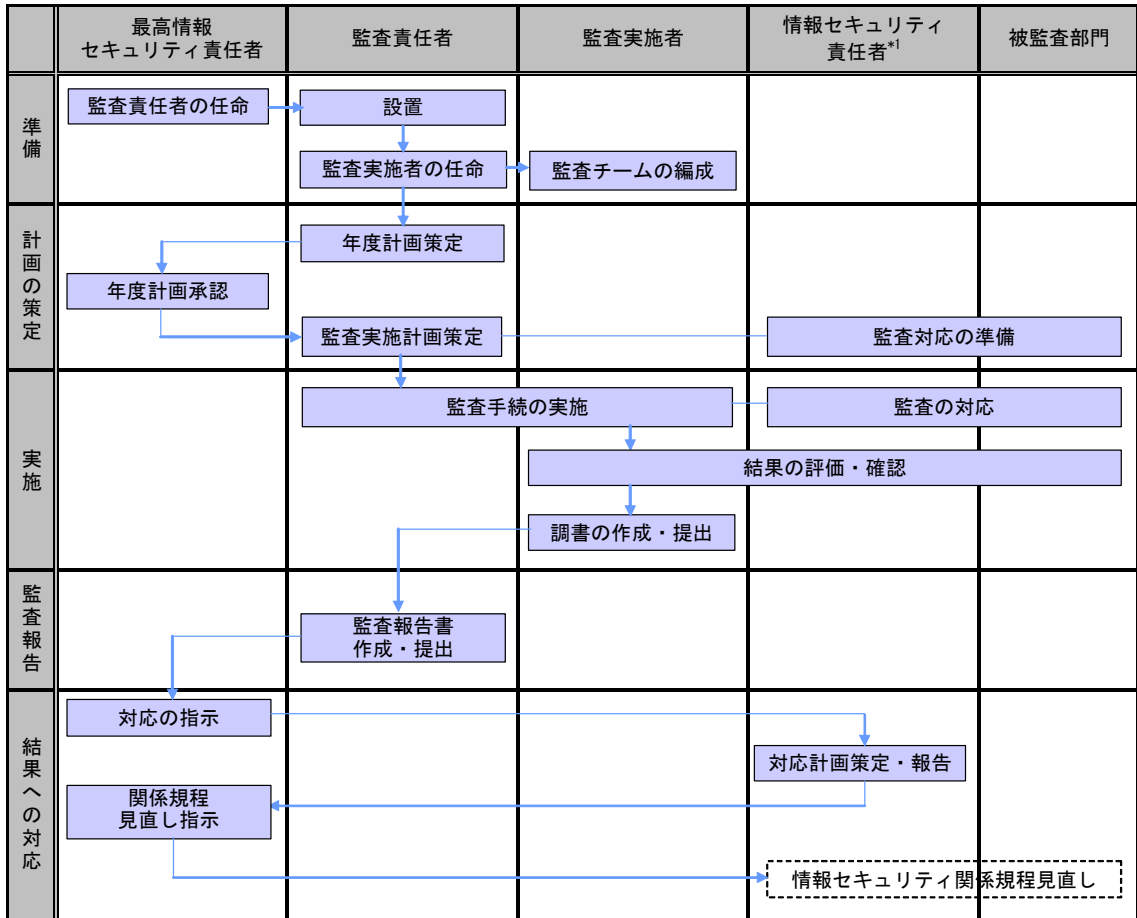 最高情報
セキュリティ責任者
監査責任者
監査実施者
情報セキュリティ
責任者*1
被監査部門
準備
監査責任者の任命
設置
監査実施者の任命
監査チームの編成
計画の策定
年度計画策定
年度計画承認
監査実施計画策定
監査対応の準備
実施
監査手続の実施
監査の対応
結果の評価・確認
調書の作成・提出
監査報告
監査報告書
作成・提出
結果への対応
対応の指示
対応計画策定・報告
関係規程
見直し指示
情報セキュリティ関係規程見直し